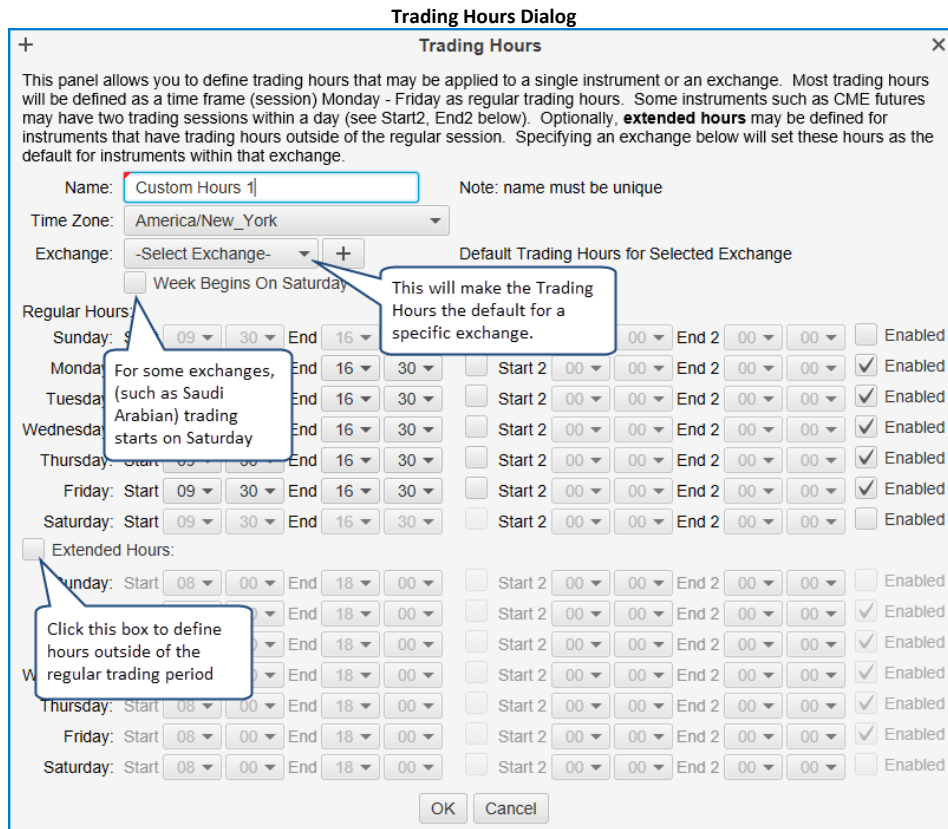 Trading Hours Dialog
Trading Hours
This panel allows you to define trading hours that may be applied to a single instrument or an exchange. Most trading hours
will be defined as a time frame (session) Monday - Friday as regular trading hours. Some instruments such as CME futures
may have two trading sessions within a day (see Start2, End2 below). Optionally, extended hours may be defined for
instruments that have trading hours outside of the regular session. Specifying an exchange below will set these hours as the
default for instruments within that exchange.
Name: Custom Hours 1 Note: name must be unique
Time Zone: America/New_York
Exchange: -Select Exchange- + Default Trading Hours for Selected Exchange
Week Begins On Saturday
This will make the Trading
Hours the default for a
specific exchange.
Regular Hours:
Sunday: 09 30 End 16 00 End 2 00 00 Enabled
For some exchanges,
(such as Saudi
Arabian) trading
starts on Saturday
Monday End 16 30 Start 2 00 00 End 2 00 00 Enabled
Tuesday End 16 30 Start 2 00 00 End 2 00 00 Enabled
Wednesday End 16 30 Start 2 00 00 End 2 00 00 Enabled
Thursday: Start 09 30 End 16 30 Start 2 00 00 End 2 00 00 Enabled
Friday: Start 09 30 End 16 30 Start 2 00 00 End 2 00 00 Enabled
Saturday: Start 09 30 End 16 30 Start 2 00 00 End 2 00 00 Enabled
Extended Hours:
Sunday: Start 08 00 End 18 00 Start 2 00 00 End 2 00 00 Enabled
Click this box to define
hours outside of the
regular trading period
18 00 Start 2 00 00 End 2 00 00 Enabled
18 00 Start 2 00 00 End 2 00 00 Enabled
18 00 Start 2 00 00 End 2 00 00 Enabled
Thursday: Start 08 00 End 18 00 Start 2 00 00 End 2 00 00 Enabled
Friday: Start 08 00 End 18 00 Start 2 00 00 End 2 00 00 Enabled
Saturday: Start 08 00 End 18 00 Start 2 00 00 End 2 00 00 Enabled
OK Cancel